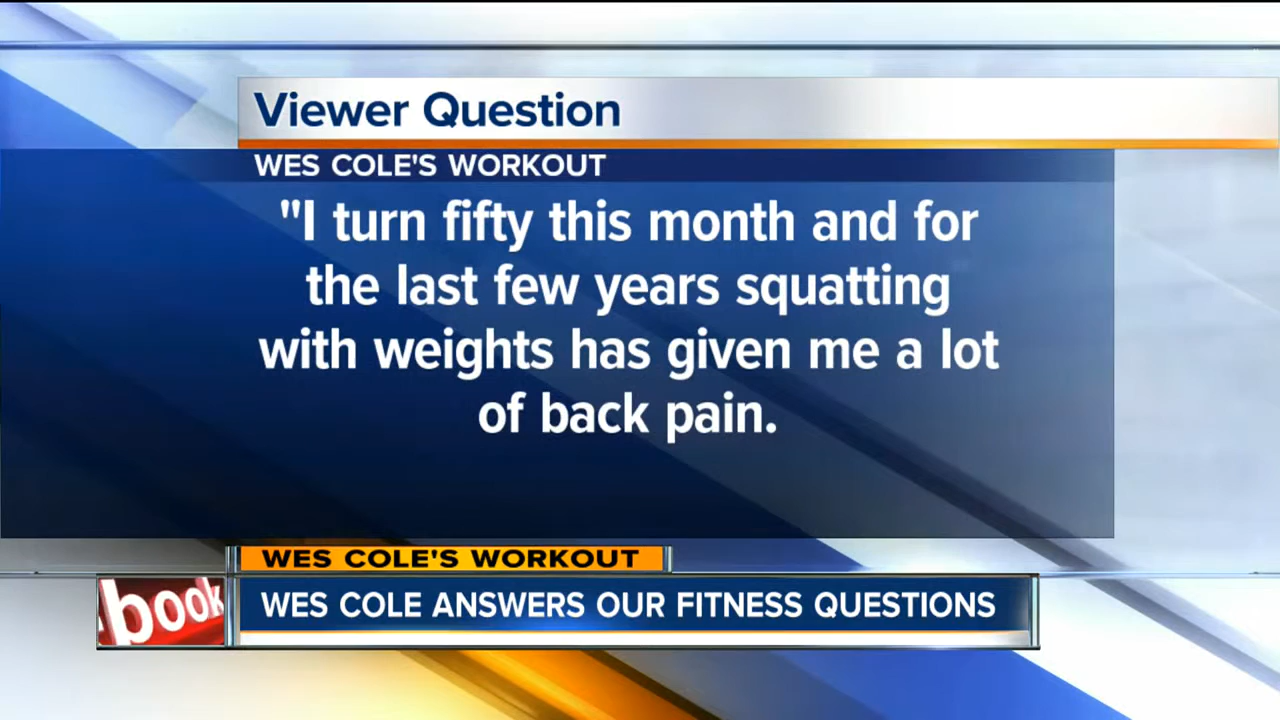 Viewer Question
WES COLE'S WORKOUT
"I turn fifty this month and for
the last few years squatting
with weights has given me a lot
of back pain.
WES COLE'S WORKOUT
book
WES COLE ANSWERS OUR FITNESS QUESTIONS